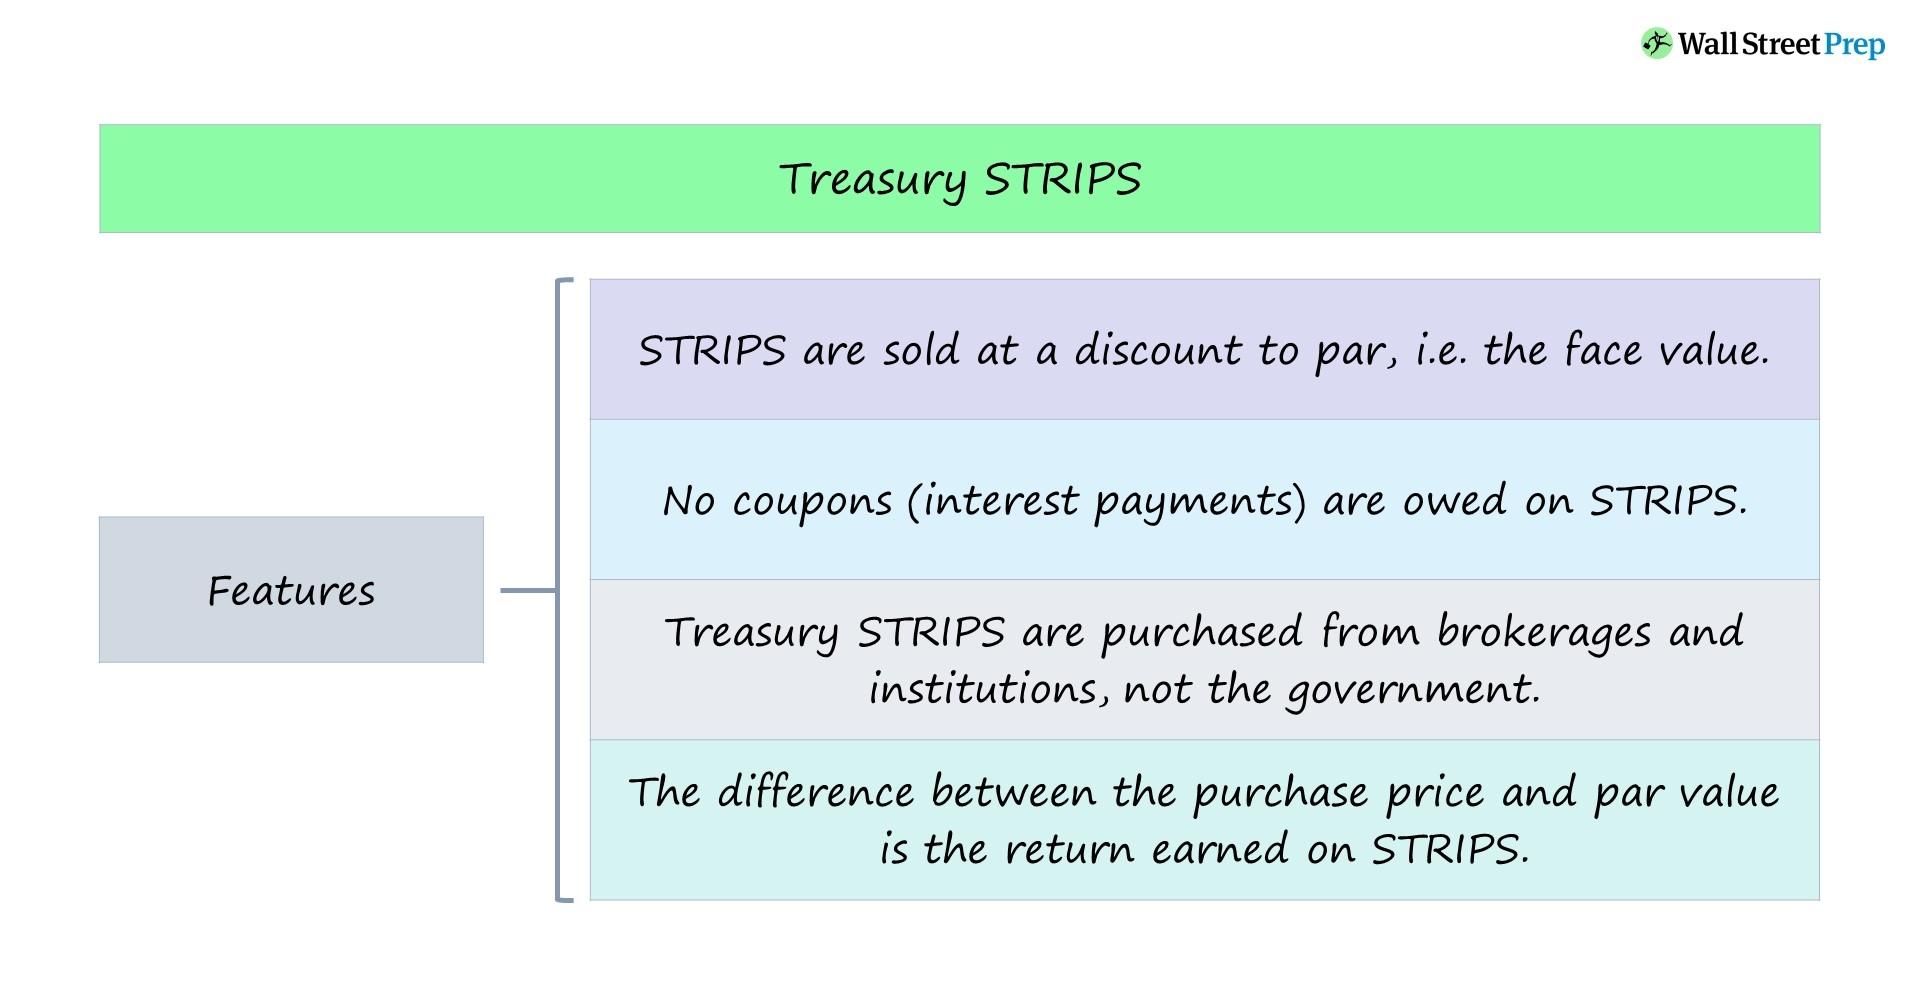 Wall Street Prep
Treasury STRIPS
Features
STRIPS are sold at a discount to par, i.e. the face value.
No coupons (interest payments) are owed on STRIPS.
Treasury STRIPS are purchased from brokerages and
institutions, not the government.
The difference between the purchase price and par value
is the return earned on STRIPS.